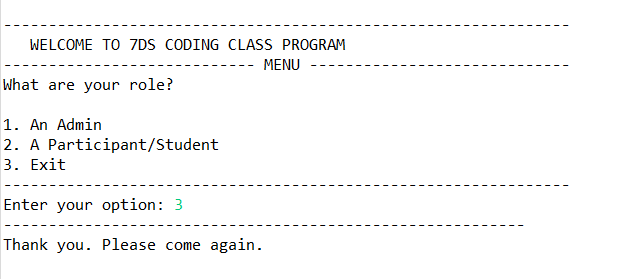 ---------------------------------------------------------------
WELCOME TO 7DS CODING CLASS PROGRAM
---------------------------- MENU -----------------------------
What are your role?
1. An Admin
2. A Participant/Student
3. Exit
---------------------------------------------------------------
Enter your option: 3
----------------------------------------------------------
Thank you. Please come again.